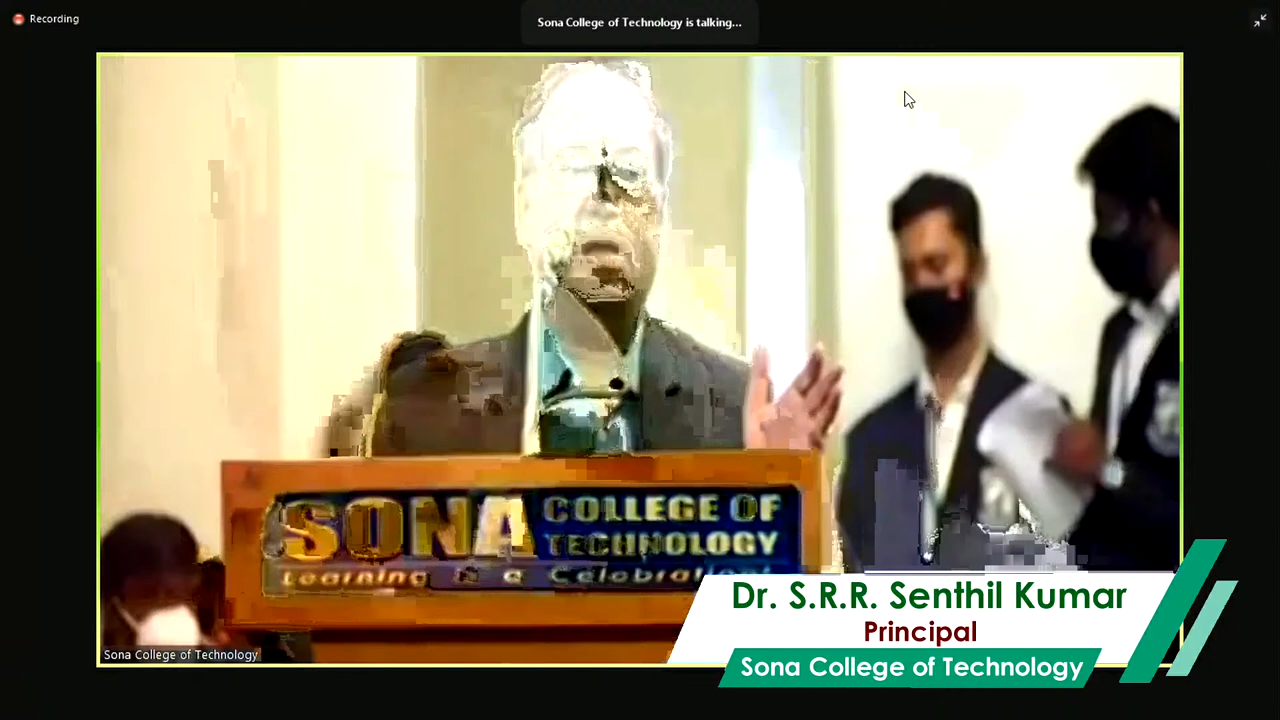 Recording
Sona College of Technology is talking...
SONA
COLLEGE OF
TECHNOLOGY
Learning is a Celebration!
Dr. S.R.R. Senthil Kumar
Principal
Sona College of Technology
Sona College of Technology